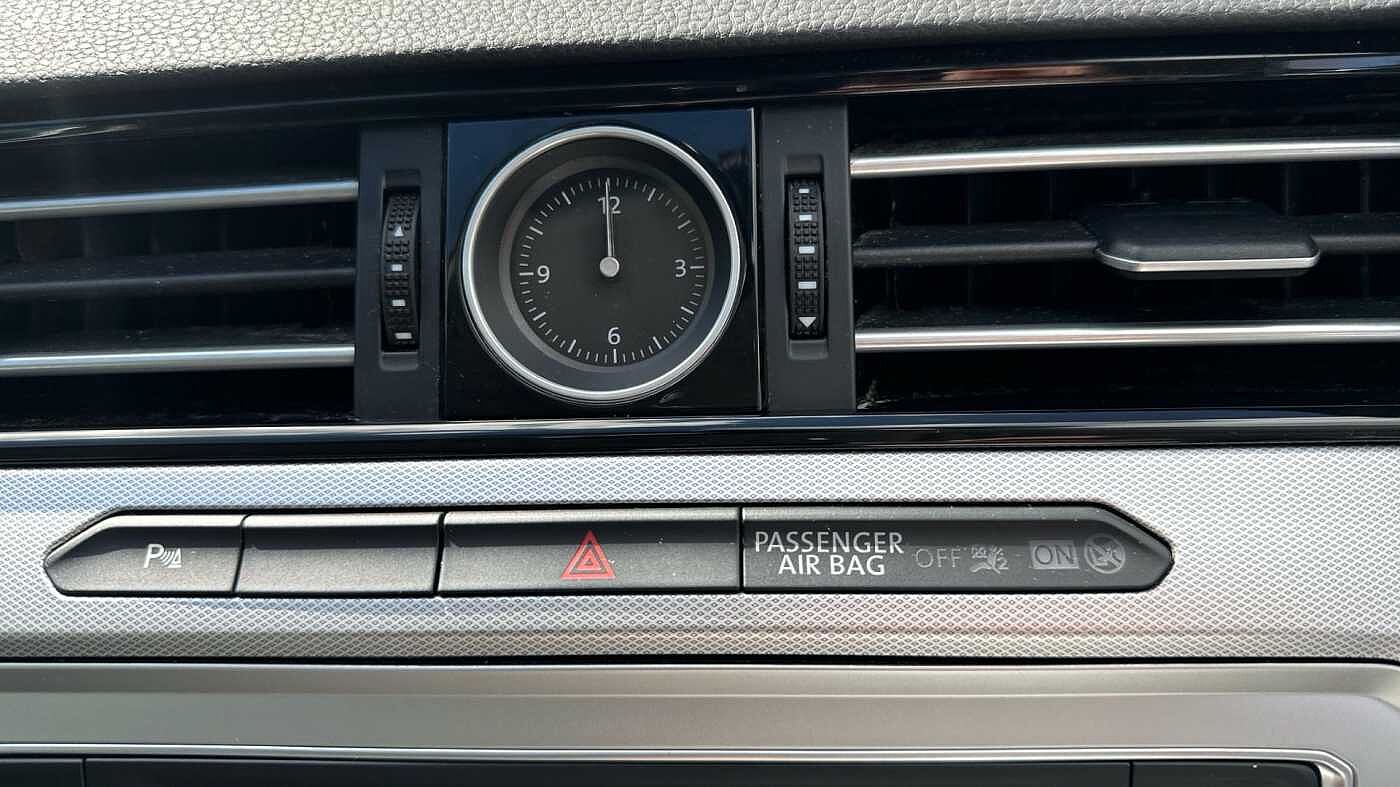 12
9 3
6
P
PASSENGER
AIR BAG OFF ON